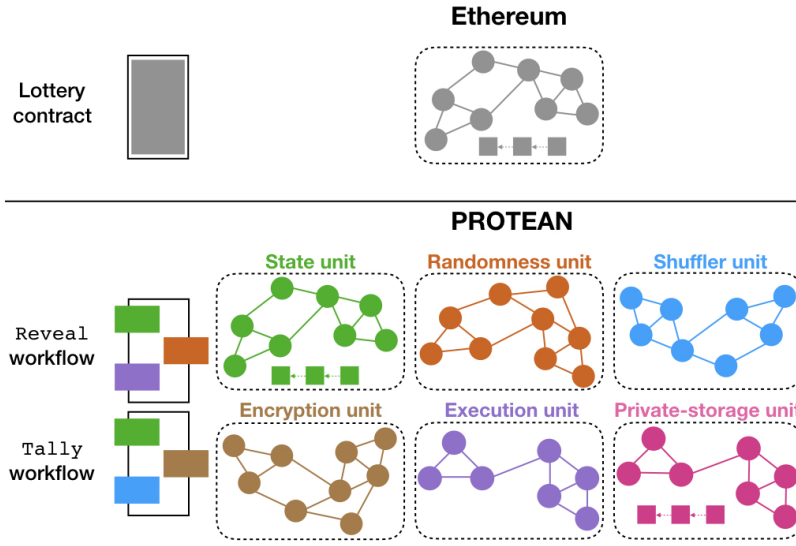 Ethereum
Lottery
contract
PROTEAN
State unit
Randomness unit
Shuffler unit
Reveal
workflow
Encryption unit
Execution unit
Private-storage unit
Tally
workflow